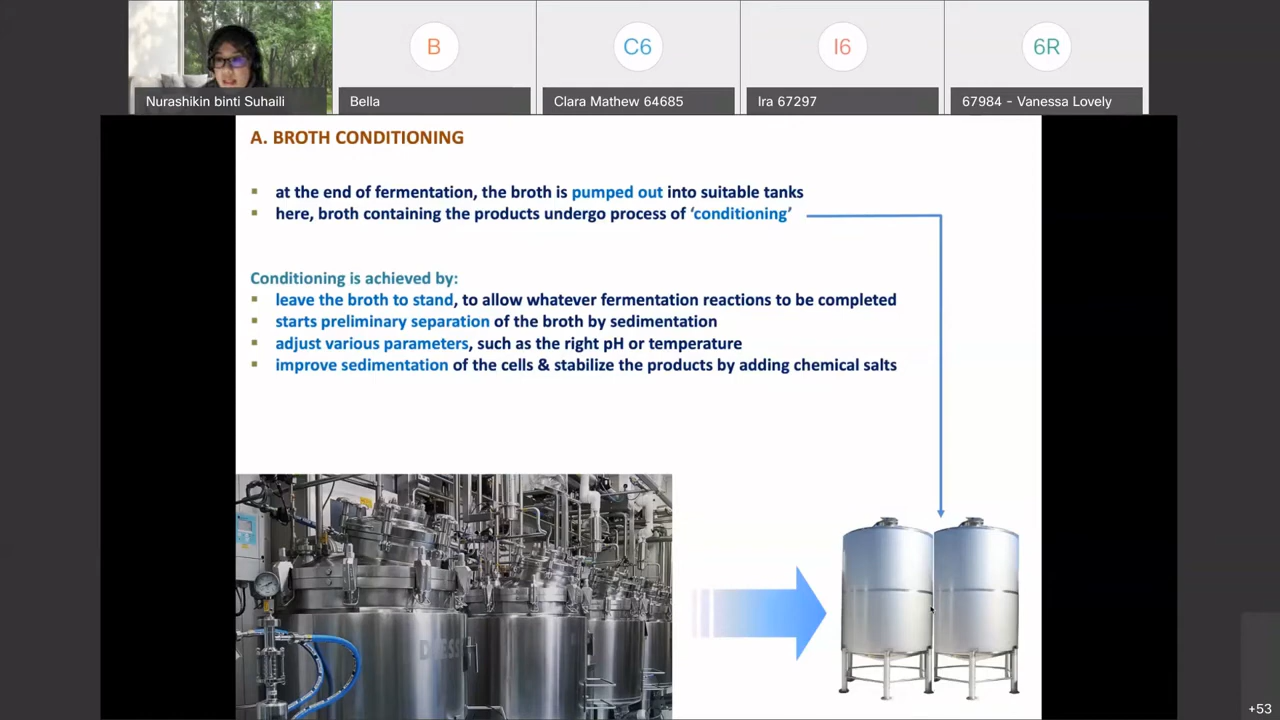 B
C6
I6
6R
Nurashikin binti Suhaili
Bella
Clara Mathew 64685
Ira 67297
67984 - Vanessa Lovely
A. BROTH CONDITIONING
▪ at the end of fermentation, the broth is pumped out into suitable tanks
▪ here, broth containing the products undergo process of ‘conditioning’
Conditioning is achieved by:
▪ leave the broth to stand, to allow whatever fermentation reactions to be completed
▪ starts preliminary separation of the broth by sedimentation
▪ adjust various parameters, such as the right pH or temperature
▪ improve sedimentation of the cells & stabilize the products by adding chemical salts
+53